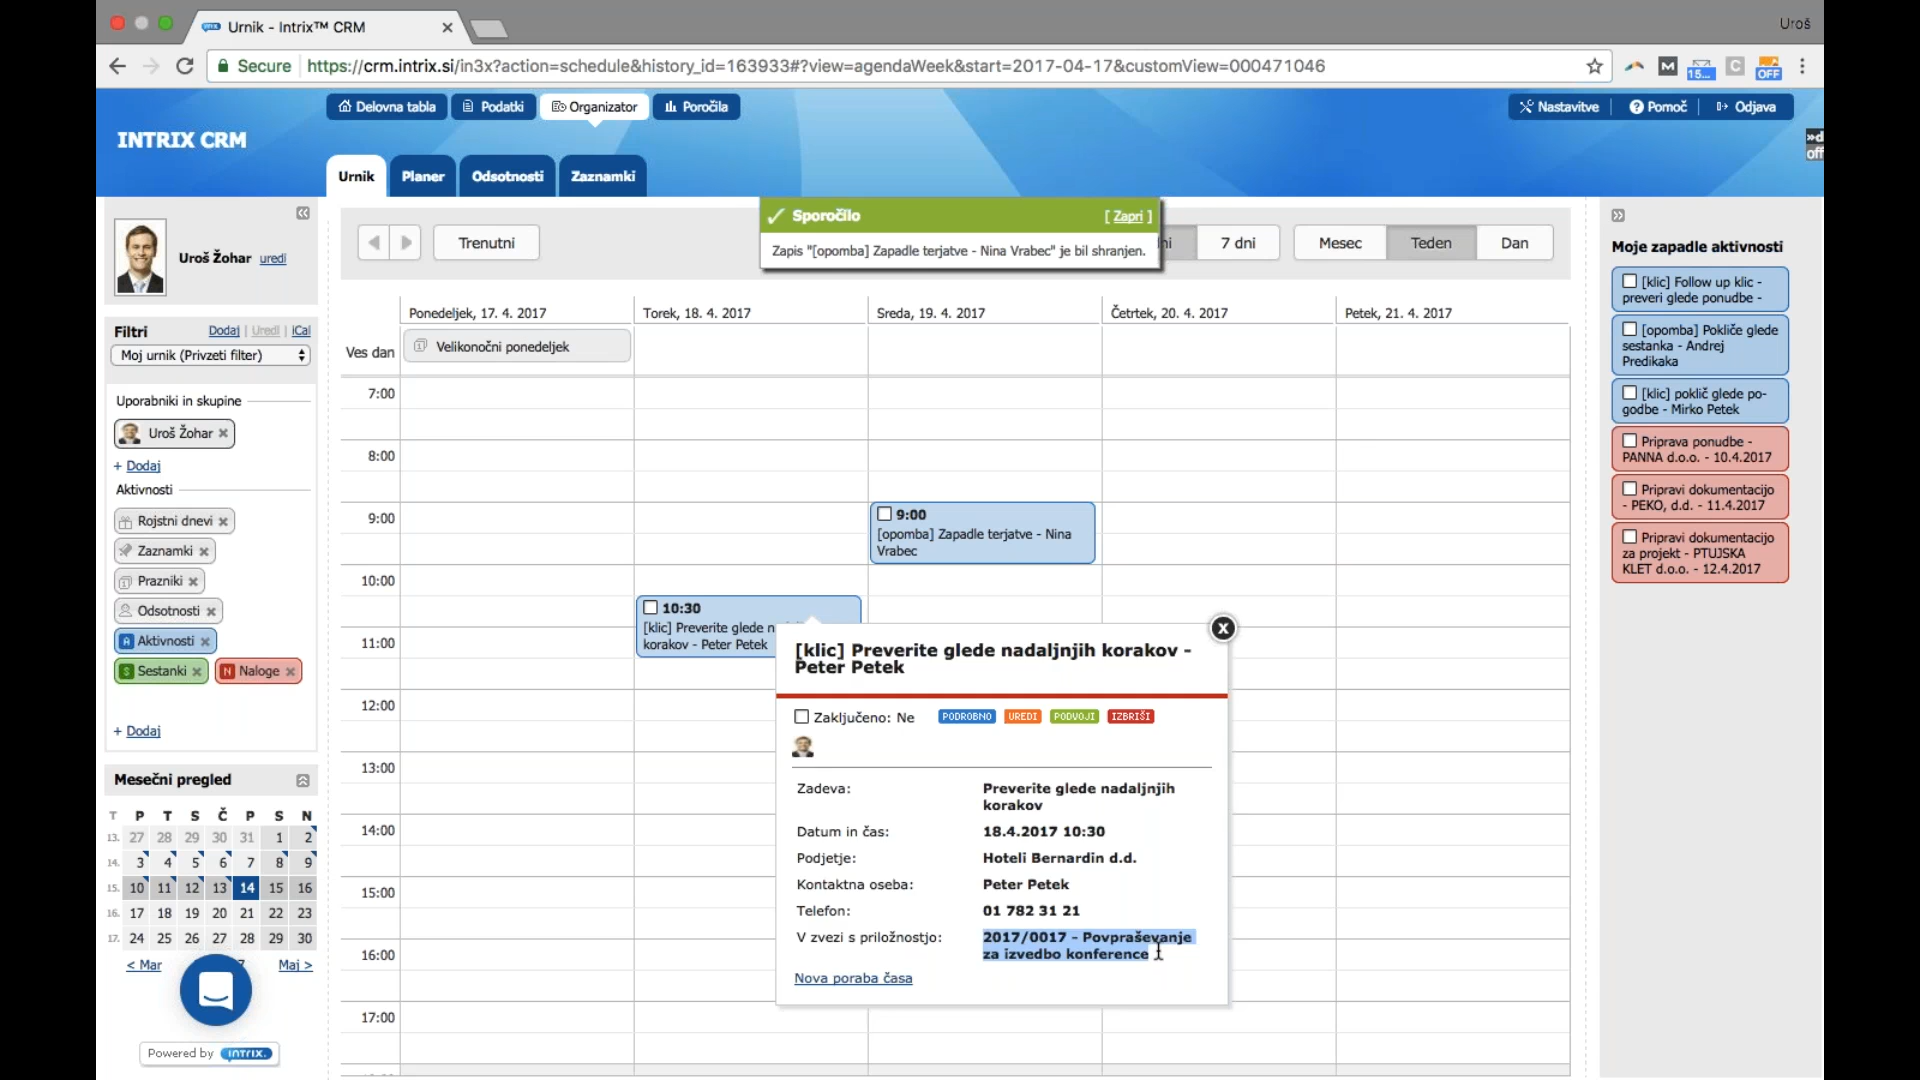 Urnik - Intrix™ CRM
Uroš
Secure
https://crm.intrix.si/in3x?action=schedule&history_id=163933#?view=agendaWeek&start=2017-04-17&customView=000471046
M
15...
C
OFF
Delovna tabla
Podatki
Organizator
Poročila
Nastavitve
Pomoč
Odjava
INTRIX CRM
»d
off
Urnik
Planer
Odsotnosti
Zaznamki
Sporočilo
[ Zapri ]
Zapis "[opomba] Zapadle terjatve - Nina Vrabec" je bil shranjen.
Trenutni
ni
7 dni
Mesec
Teden
Dan
Uroš Žohar uredi
Filtri
Dodaj | Uredi | iCal
Moj urnik (Privzeti filter)
Uporabniki in skupine
Uroš Žohar
+ Dodaj
Aktivnosti
Rojstni dnevi
Zaznamki
Prazniki
Odsotnosti
A Aktivnosti
S Sestanki
N Naloge
+ Dodaj
Mesečni pregled
T P T S Č P S N
13. 27 28 29 30 31 1 2
14. 3 4 5 6 7 8 9
15. 10 11 12 13 14 15 16
16. 17 18 19 20 21 22 23
17. 24 25 26 27 28 29 30
< Mar
7
Maj >
Powered by INTRIX.
Ponedeljek, 17. 4. 2017
Torek, 18. 4. 2017
Sreda, 19. 4. 2017
Četrtek, 20. 4. 2017
Petek, 21. 4. 2017
Ves dan
Velikonočni ponedeljek
7:00
8:00
9:00
10:00
11:00
12:00
13:00
14:00
15:00
16:00
17:00
9:00
[opomba] Zapadle terjatve - Nina
Vrabec
10:30
[klic] Preverite glede n
korakov - Peter Petek
[klic] Preverite glede nadaljnjih korakov -
Peter Petek
Zaključeno: Ne
PODROBNO
UREDI
PODVOJI
IZBRIŠI
Zadeva:
Preverite glede nadaljnjih
korakov
Datum in čas:
18.4.2017 10:30
Podjetje:
Hoteli Bernardin d.d.
Kontaktna oseba:
Peter Petek
Telefon:
01 782 31 21
V zvezi s priložnostjo:
2017/0017 - Povpraševanje
za izvedbo konference
Nova poraba časa
Moje zapadle aktivnosti
[klic] Follow up klic -
preveri glede ponudbe -
[opomba] Pokliče glede
sestanka - Andrej
Predikaka
[klic] poklič glede po-
godbe - Mirko Petek
Priprava ponudbe -
PANNA d.o.o. - 10.4.2017
Pripravi dokumentacijo
- PEKO, d.d. - 11.4.2017
Pripravi dokumentacijo
za projekt - PTUJSKA
KLET d.o.o. - 12.4.2017